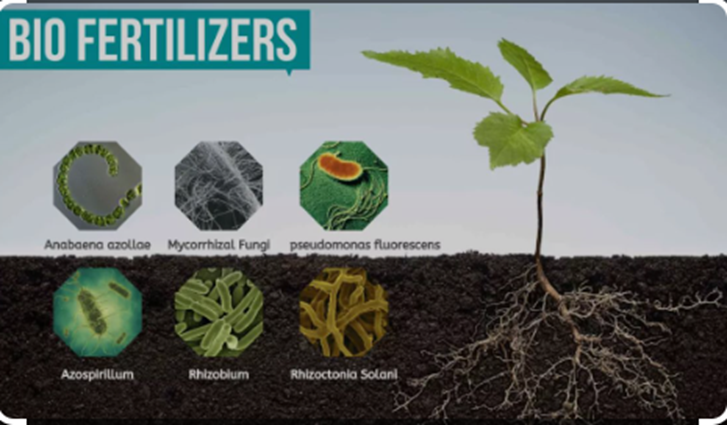 BIO FERTILIZERS
Anabaena azollae
Mycorrhizal Fungi
pseudomonas fluorescens
Azospirillum
Rhizobium
Rhizoctonia Solani